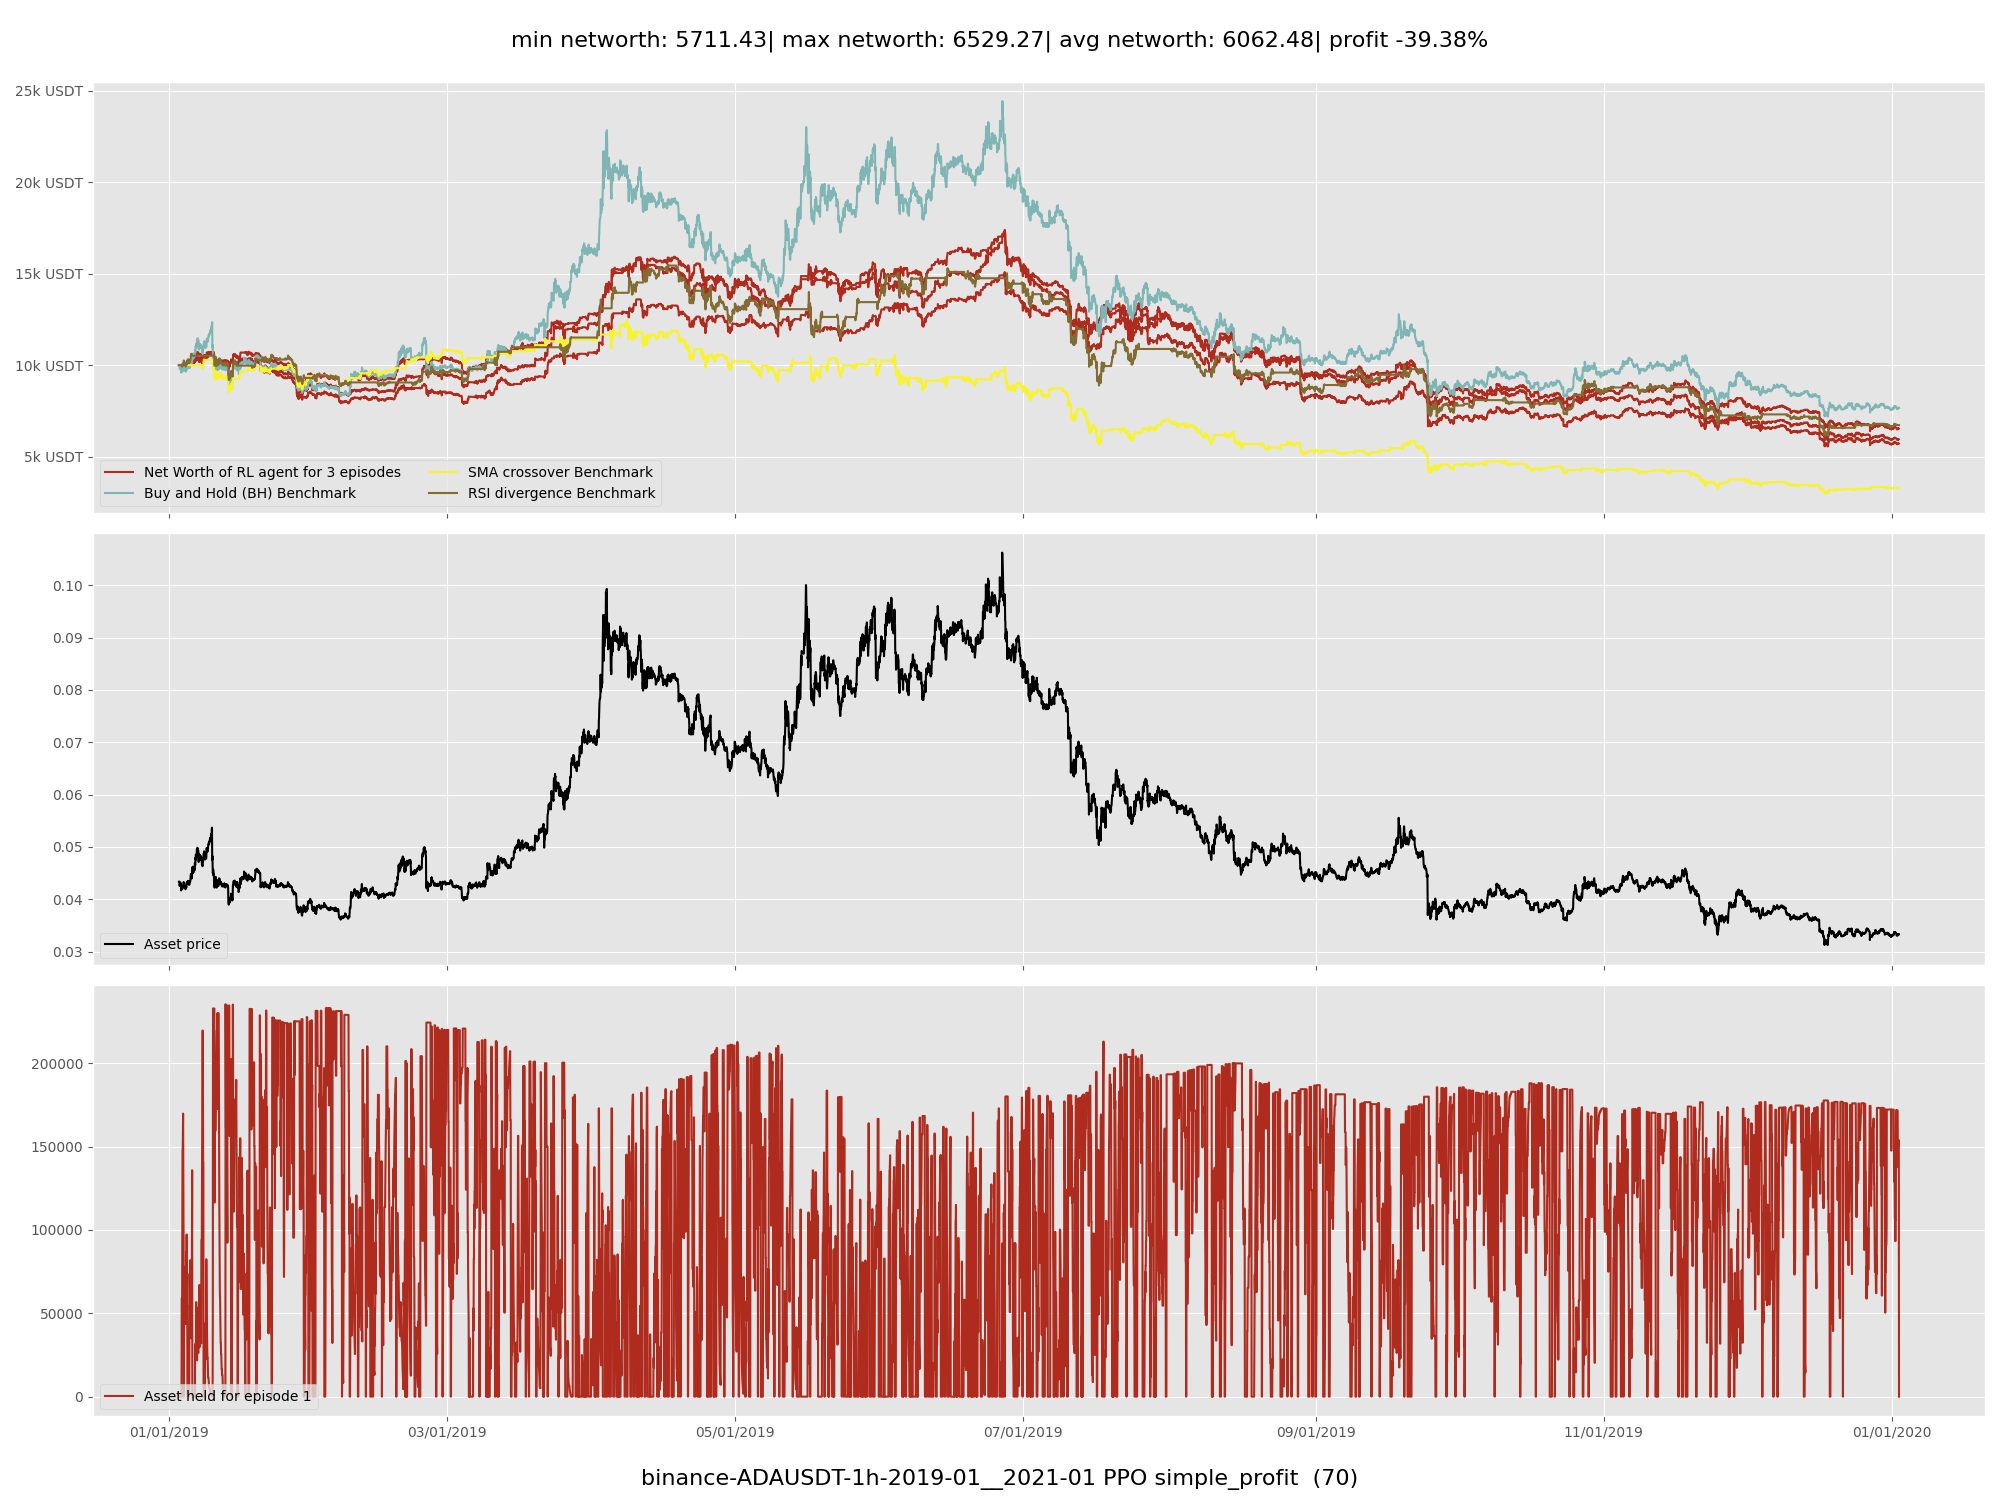 min networth: 5711.43| max networth: 6529.27| avg networth: 6062.48| profit -39.38%
25k USDT
20k USDT
15k USDT
10k USDT
5k USDT
Net Worth of RL agent for 3 episodes
Buy and Hold (BH) Benchmark
SMA crossover Benchmark
RSI divergence Benchmark
0.10
0.09
0.08
0.07
0.06
0.05
0.04
0.03
Asset price
200000
150000
100000
50000
0
Asset held for episode 1
01/01/2019 03/01/2019 05/01/2019 07/01/2019 09/01/2019 11/01/2019 01/01/2020
binance-ADAUSDT-1h-2019-01__2021-01 PPO simple_profit (70)